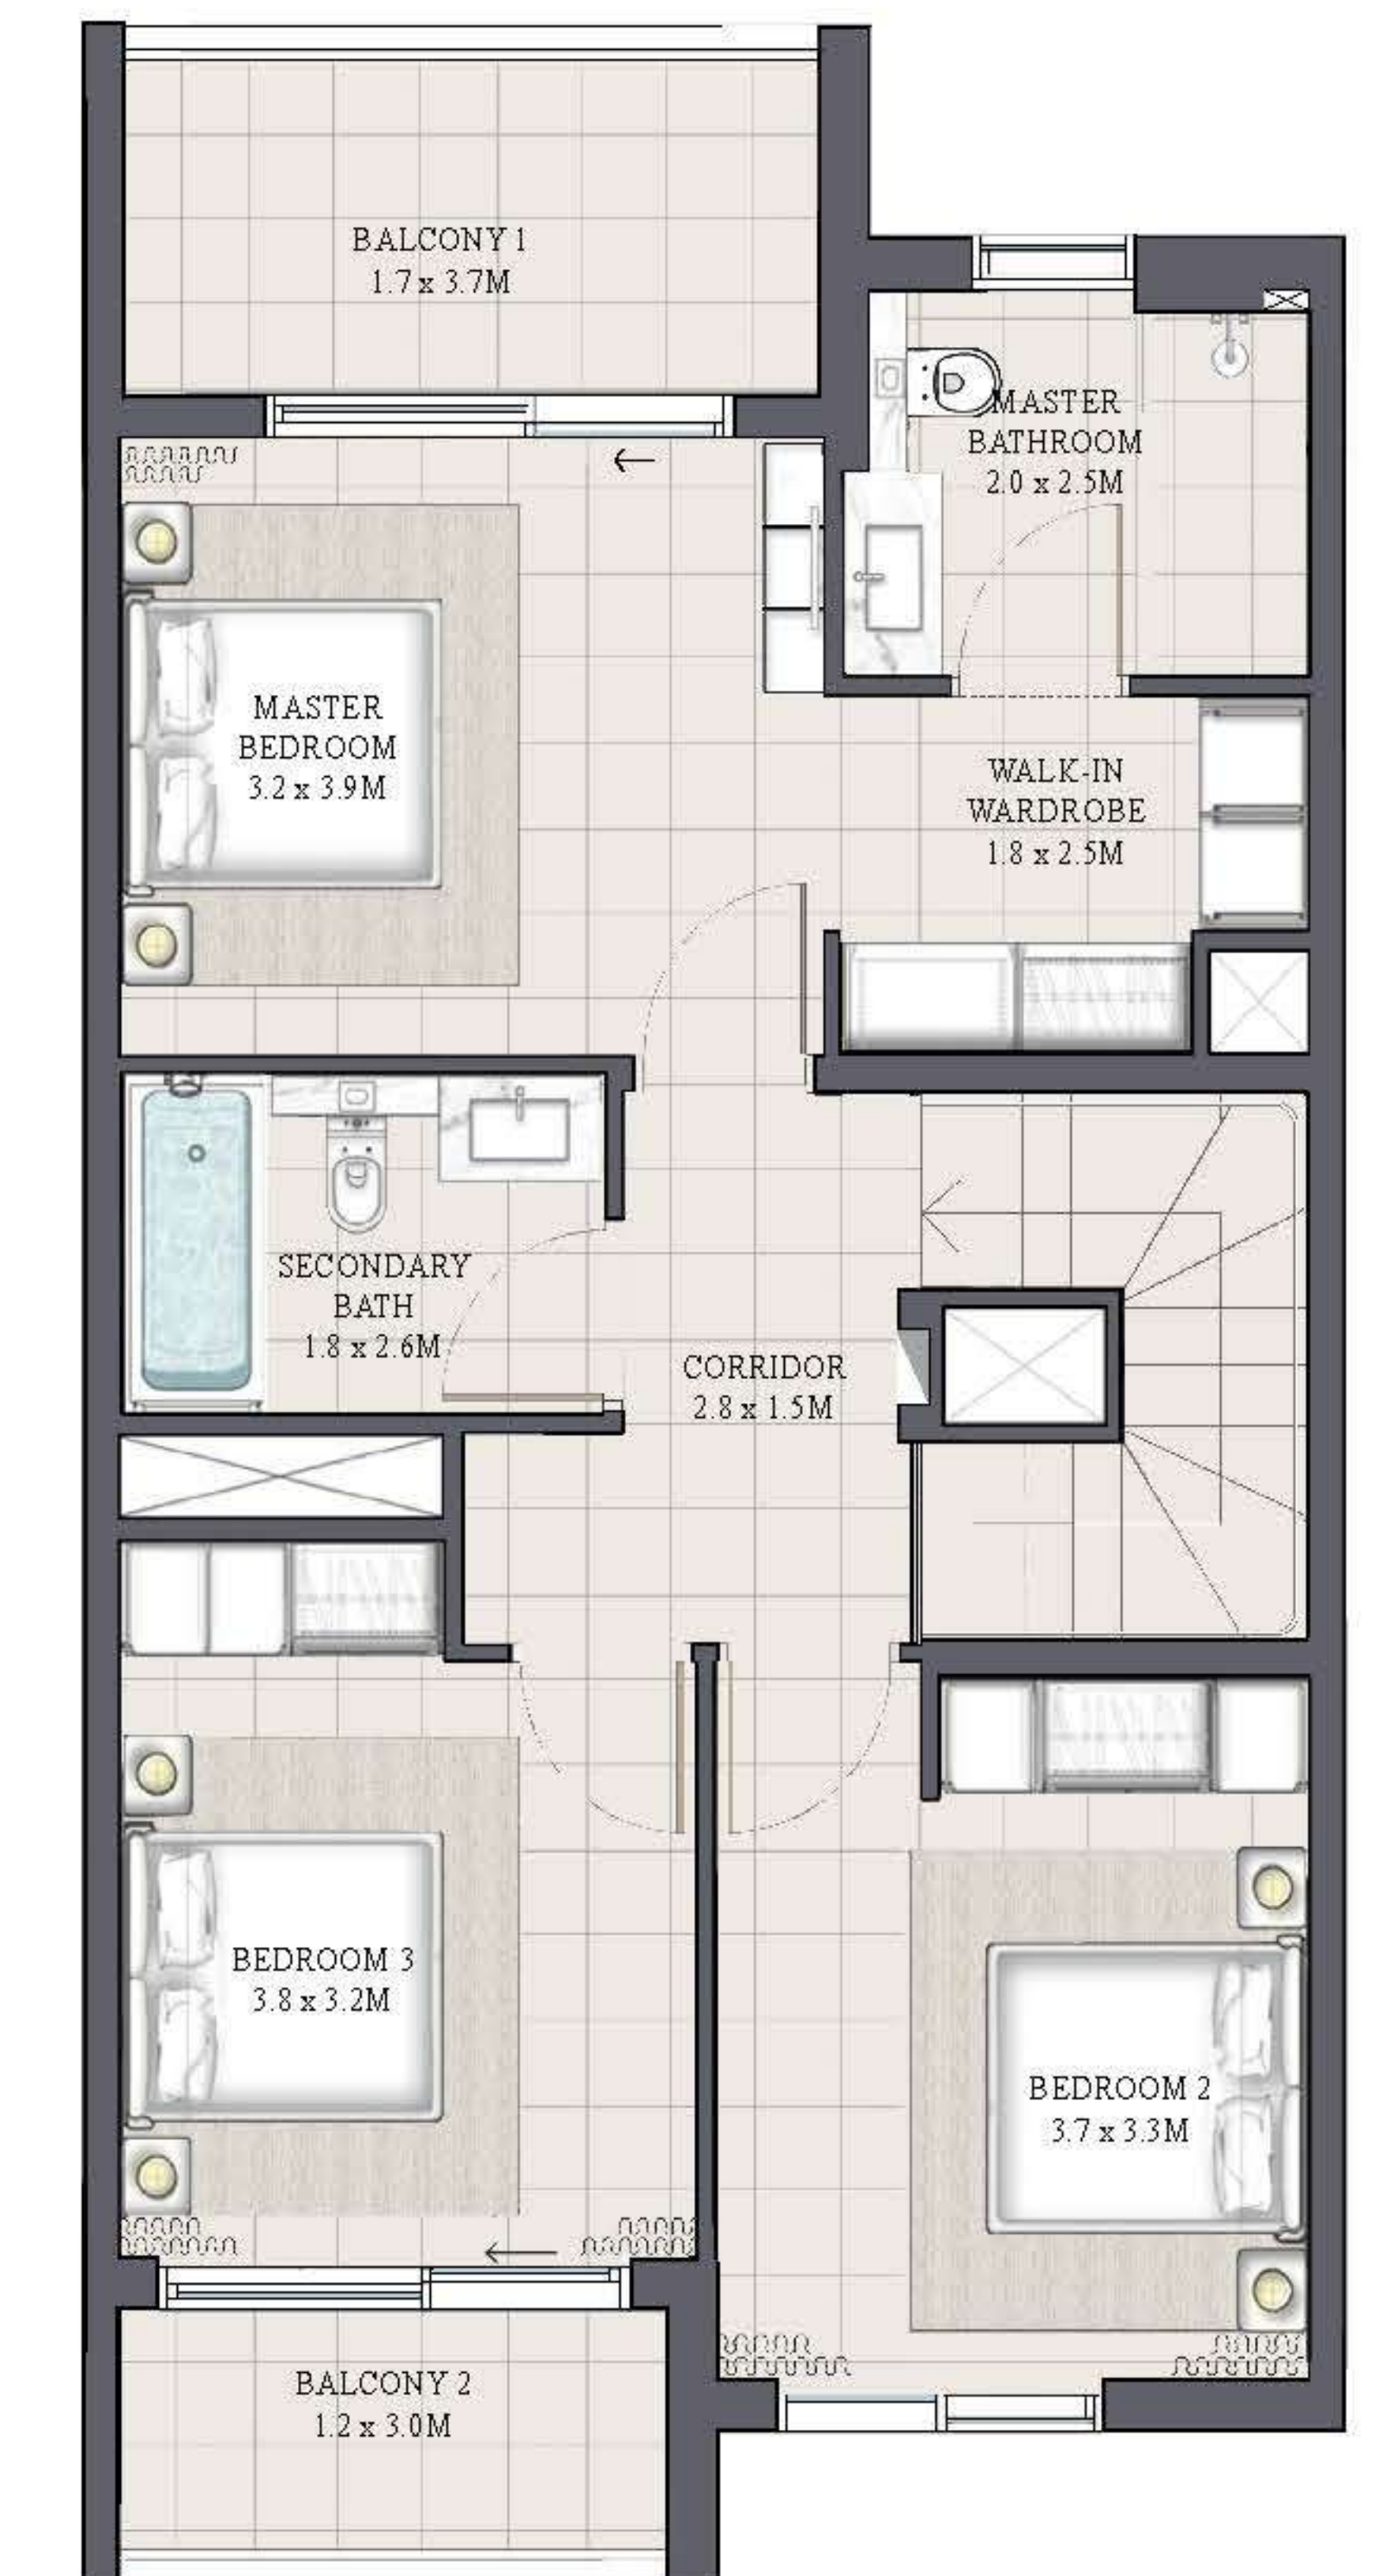 BALCONY 1
1.7 x 3.7M
MASTER
BATHROOM
2.0 x 2.5M
MASTER
BEDROOM
3.2 x 3.9M
WALK-IN
WARDROBE
1.8 x 2.5M
SECONDARY
BATH
1.8 x 2.6M
CORRIDOR
2.8 x 1.5M
BEDROOM 3
3.8 x 3.2M
BEDROOM 2
3.7 x 3.3M
BALCONY 2
1.2 x 3.0M